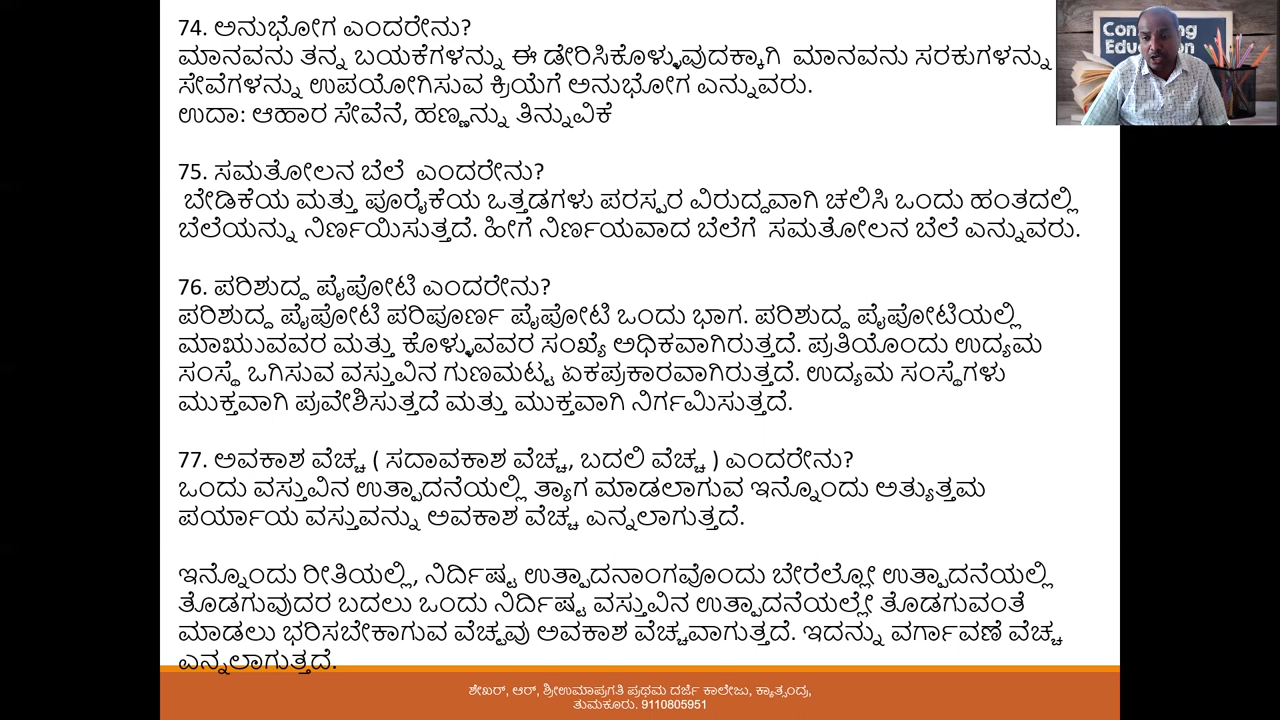 74. ಅನುಭೋಗ ಎಂದರೇನು?
ಮಾನವನು ತನ್ನ ಬಯಕೆಗಳನ್ನು ಈ ಡೇರಿಸಿಕೊಳ್ಳುವುದಕ್ಕಾಗಿ ಮಾನವನು ಸರಕುಗಳನ್ನು
ಸೇವೆಗಳನ್ನು ಉಪಯೋಗಿಸುವ ಕ್ರಿಯೆಗೆ ಅನುಭೋಗ ಎನ್ನುವರು.
ಉದಾ: ಆಹಾರ ಸೇವೆನೆ, ಹಣ್ಣನ್ನು ತಿನ್ನುವಿಕೆ
75. ಸಮತೋಲನ ಬೆಲೆ ಎಂದರೇನು?
ಬೇಡಿಕೆಯ ಮತ್ತು ಪೂರೈಕೆಯ ಒತ್ತಡಗಳು ಪರಸ್ಪರ ವಿರುದ್ಧವಾಗಿ ಚಲಿಸಿ ಒಂದು ಹಂತದಲ್ಲಿ
ಬೆಲೆಯನ್ನು ನಿರ್ಣಯಿಸುತ್ತದೆ. ಹೀಗೆ ನಿರ್ಣಯವಾದ ಬೆಲೆಗೆ ಸಮತೋಲನ ಬೆಲೆ ಎನ್ನುವರು.
76. ಪರಿಶುದ್ಧ ಪೈಪೋಟಿ ಎಂದರೇನು?
ಪರಿಶುದ್ಧ ಪೈಪೋಟಿ ಪರಿಪೂರ್ಣ ಪೈಪೋಟಿ ಒಂದು ಭಾಗ. ಪರಿಶುದ್ಧ ಪೈಪೋಟಿಯಲ್ಲಿ
ಮಾಋುವವರ ಮತ್ತು ಕೊಳ್ಳುವವರ ಸಂಖ್ಯೆ ಅಧಿಕವಾಗಿರುತ್ತದೆ. ಪ್ರತಿಯೊಂದು ಉದ್ಯಮ
ಸಂಸ್ಥೆ ಒಗಿಸುವ ವಸ್ತುವಿನ ಗುಣಮಟ್ಟ ಏಕಪ್ರಕಾರವಾಗಿರುತ್ತದೆ. ಉದ್ಯಮ ಸಂಸ್ಥೆಗಳು
ಮುಕ್ತವಾಗಿ ಪ್ರವೇಶಿಸುತ್ತದೆ ಮತ್ತು ಮುಕ್ತವಾಗಿ ನಿರ್ಗಮಿಸುತ್ತದೆ.
77. ಅವಕಾಶ ವೆಚ್ಚ ( ಸದಾವಕಾಶ ವೆಚ್ಚ, ಬದಲಿ ವೆಚ್ಚ ) ಎಂದರೇನು?
ಒಂದು ವಸ್ತುವಿನ ಉತ್ಪಾದನೆಯಲ್ಲಿ ತ್ಯಾಗ ಮಾಡಲಾಗುವ ಇನ್ನೊಂದು ಅತ್ಯುತ್ತಮ
ಪರ್ಯಾಯ ವಸ್ತುವನ್ನು ಅವಕಾಶ ವೆಚ್ಚ ಎನ್ನಲಾಗುತ್ತದೆ.
ಇನ್ನೊಂದು ರೀತಿಯಲ್ಲಿ, ನಿರ್ದಿಷ್ಟ ಉತ್ಪಾದನಾಂಗವೊಂದು ಬೇರೆಲ್ಲೋ ಉತ್ಪಾದನೆಯಲ್ಲಿ
ತೊಡಗುವುದರ ಬದಲು ಒಂದು ನಿರ್ದಿಷ್ಟ ವಸ್ತುವಿನ ಉತ್ಪಾದನೆಯಲ್ಲೇ ತೊಡಗುವಂತೆ
ಮಾಡಲು ಭರಿಸಬೇಕಾಗುವ ವೆಚ್ಚವು ಅವಕಾಶ ವೆಚ್ಚವಾಗುತ್ತದೆ. ಇದನ್ನು ವರ್ಗಾವಣೆ ವೆಚ್ಚ
ಎನ್ನಲಾಗುತ್ತದೆ.
ಶೇಖರ್, ಆರ್, ಶ್ರೀಉಮಾಪ್ರಗತಿ ಪ್ರಥಮ ದರ್ಜೆ ಕಾಲೇಜು, ಕ್ಯಾತ್ಸಂದ್ರ,
ತುಮಕೂರು. 9110805951